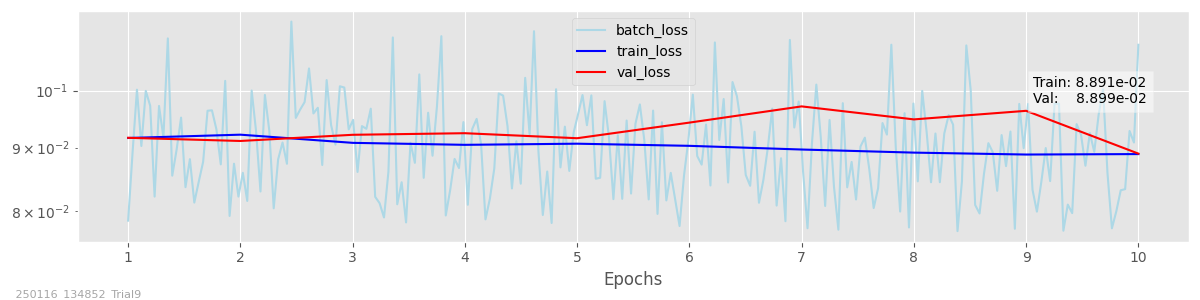 batch_loss
train_loss
val_loss
Train: 8.891e-02
Val: 8.899e-02
10⁻¹
9 × 10⁻²
8 × 10⁻²
1 2 3 4 5 6 7 8 9 10
Epochs
250116_134852_Trial9